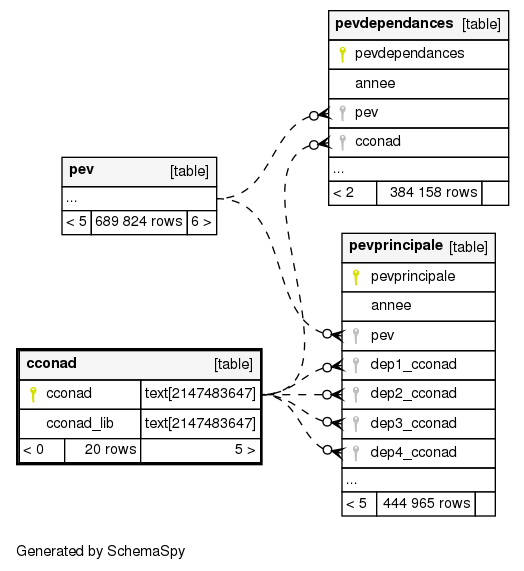 pevdependances [table]
pevdependances
annee
pev
cconad
...
< 2 384 158 rows
pev [table]
...
< 5 689 824 rows 6 >
pevprincipale [table]
pevprincipale
annee
pev
dep1_cconad
dep2_cconad
dep3_cconad
dep4_cconad
...
< 5 444 965 rows
cconad [table]
cconad text[2147483647]
cconad_lib text[2147483647]
< 0 20 rows 5 >
Generated by SchemaSpy